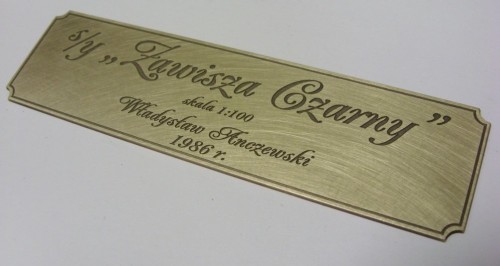 s/y „Zawisza Czarny”
skala 1:100
Władysław Anczewski
1986 r.